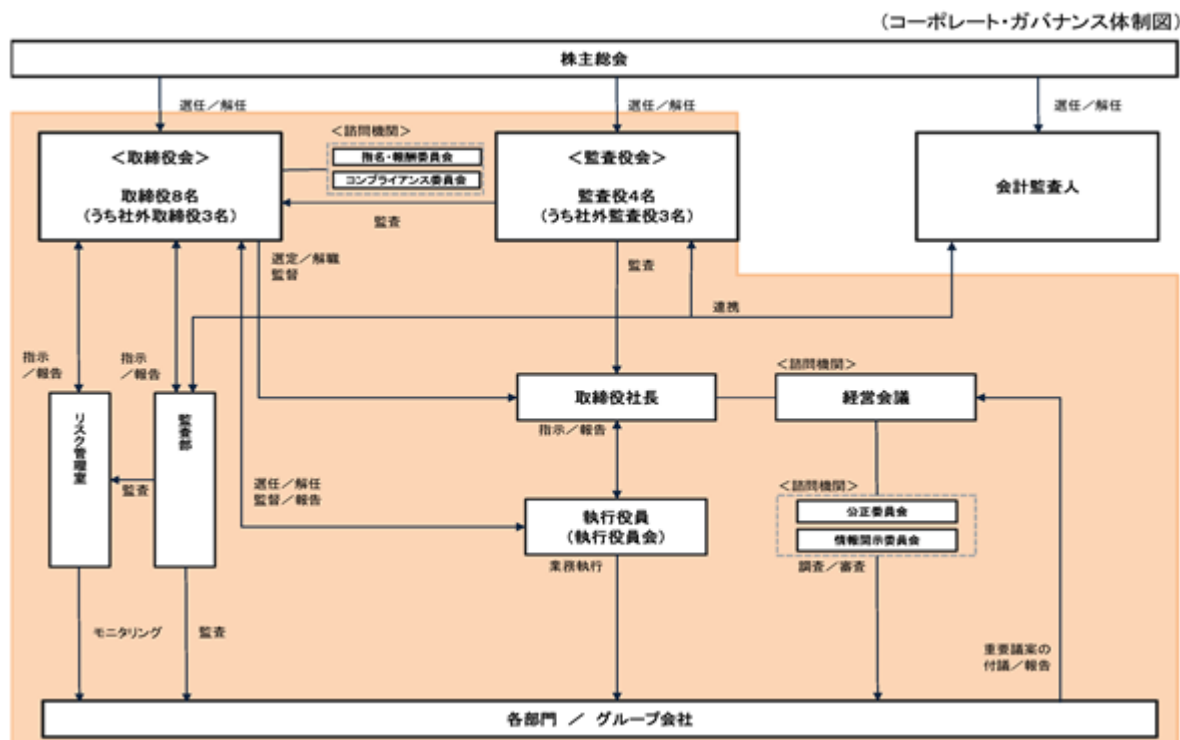 (コーポレート・ガバナンス体制図)
株主総会
選任／解任
選任／解任
選任／解任
＜取締役会＞
取締役8名
(うち社外取締役3名)
＜諮問機関＞
指名・報酬委員会
コンプライアンス委員会
＜監査役会＞
監査役4名
(うち社外監査役3名)
会計監査人
監査
選定／解職
監督
監査
連携
指示
／報告
指示
／報告
＜諮問機関＞
取締役社長
経営会議
リスク管理室
監査部
監査
指示／報告
選任／解任
監督／報告
執行役員
(執行役員会)
＜諮問機関＞
公正委員会
情報開示委員会
業務執行
調査／審査
モニタリング
監査
重要議案の
付議／報告
各部門 ／ グループ会社